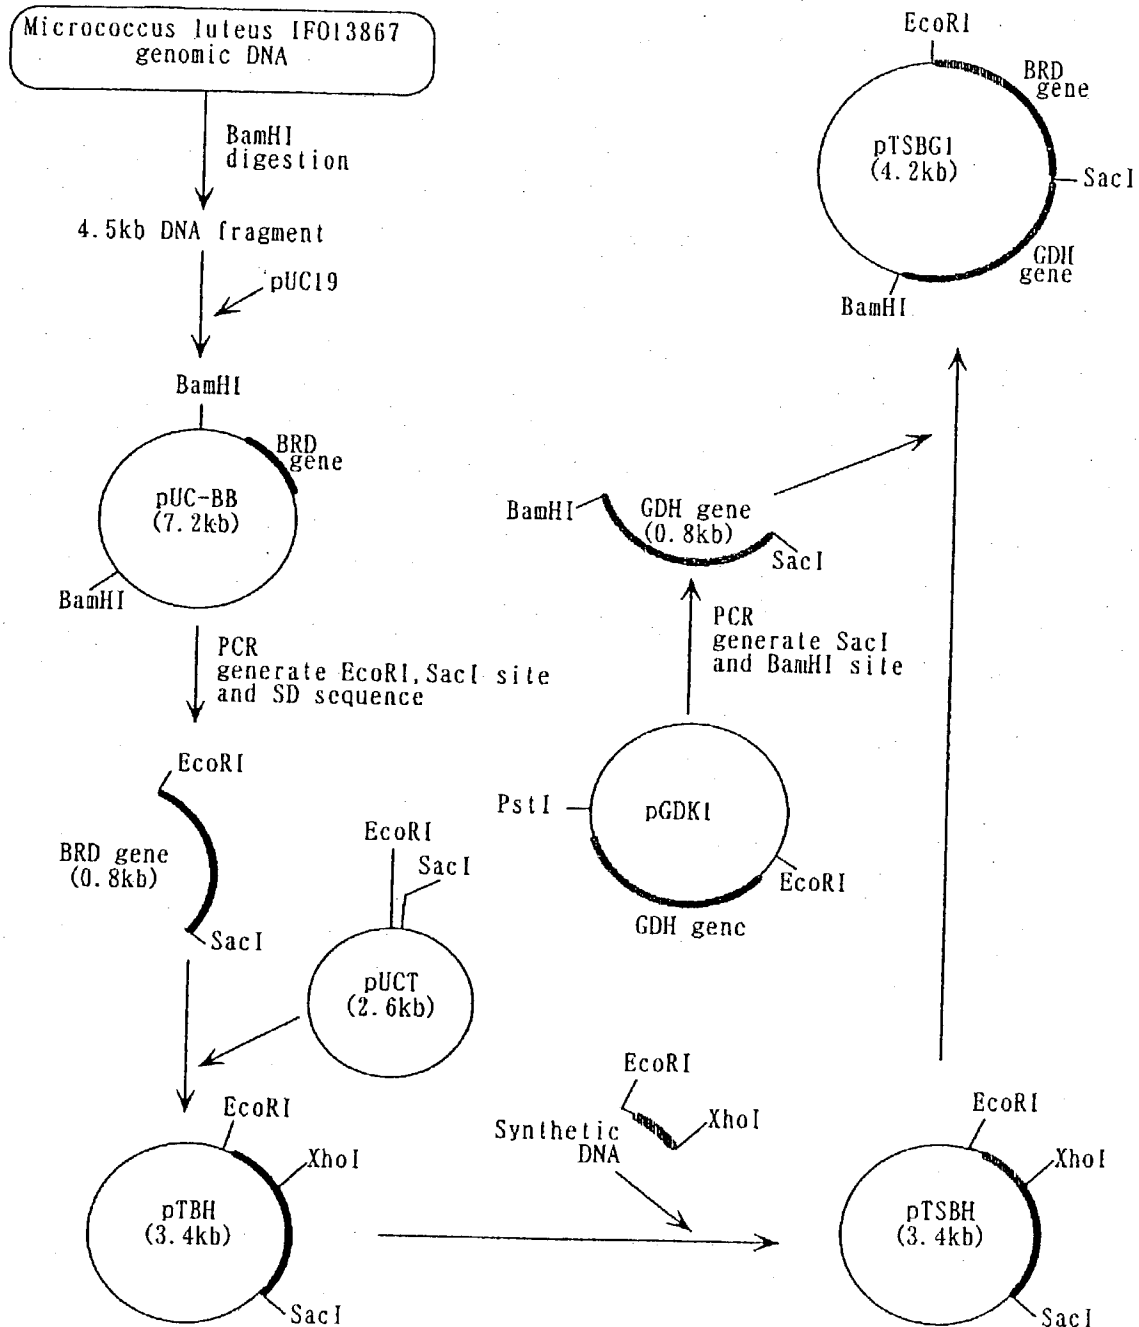 Micrococcus luteus IFO13867
genomic DNA
BamHI
digestion
4.5kb DNA fragment
pUC19
BamHI
BRD
gene
pUC-BB
(7.2kb)
BamHI
PCR
generate EcoRI, SacI site
and SD sequence
EcoRI
BRD gene
(0.8kb)
SacI
EcoRI
SacI
pUCT
(2.6kb)
EcoRI
XhoI
pTBH
(3.4kb)
SacI
EcoRI
XhoI
Synthetic
DNA
EcoRI
XhoI
pTSBH
(3.4kb)
SacI
PstI
pGDK1
EcoRI
GDH gene
PCR
generate SacI
and BamHI site
BamHI
GDH gene
(0.8kb)
SacI
EcoRI
BRD
gene
pTSBG1
(4.2kb)
SacI
GDH
gene
BamHI